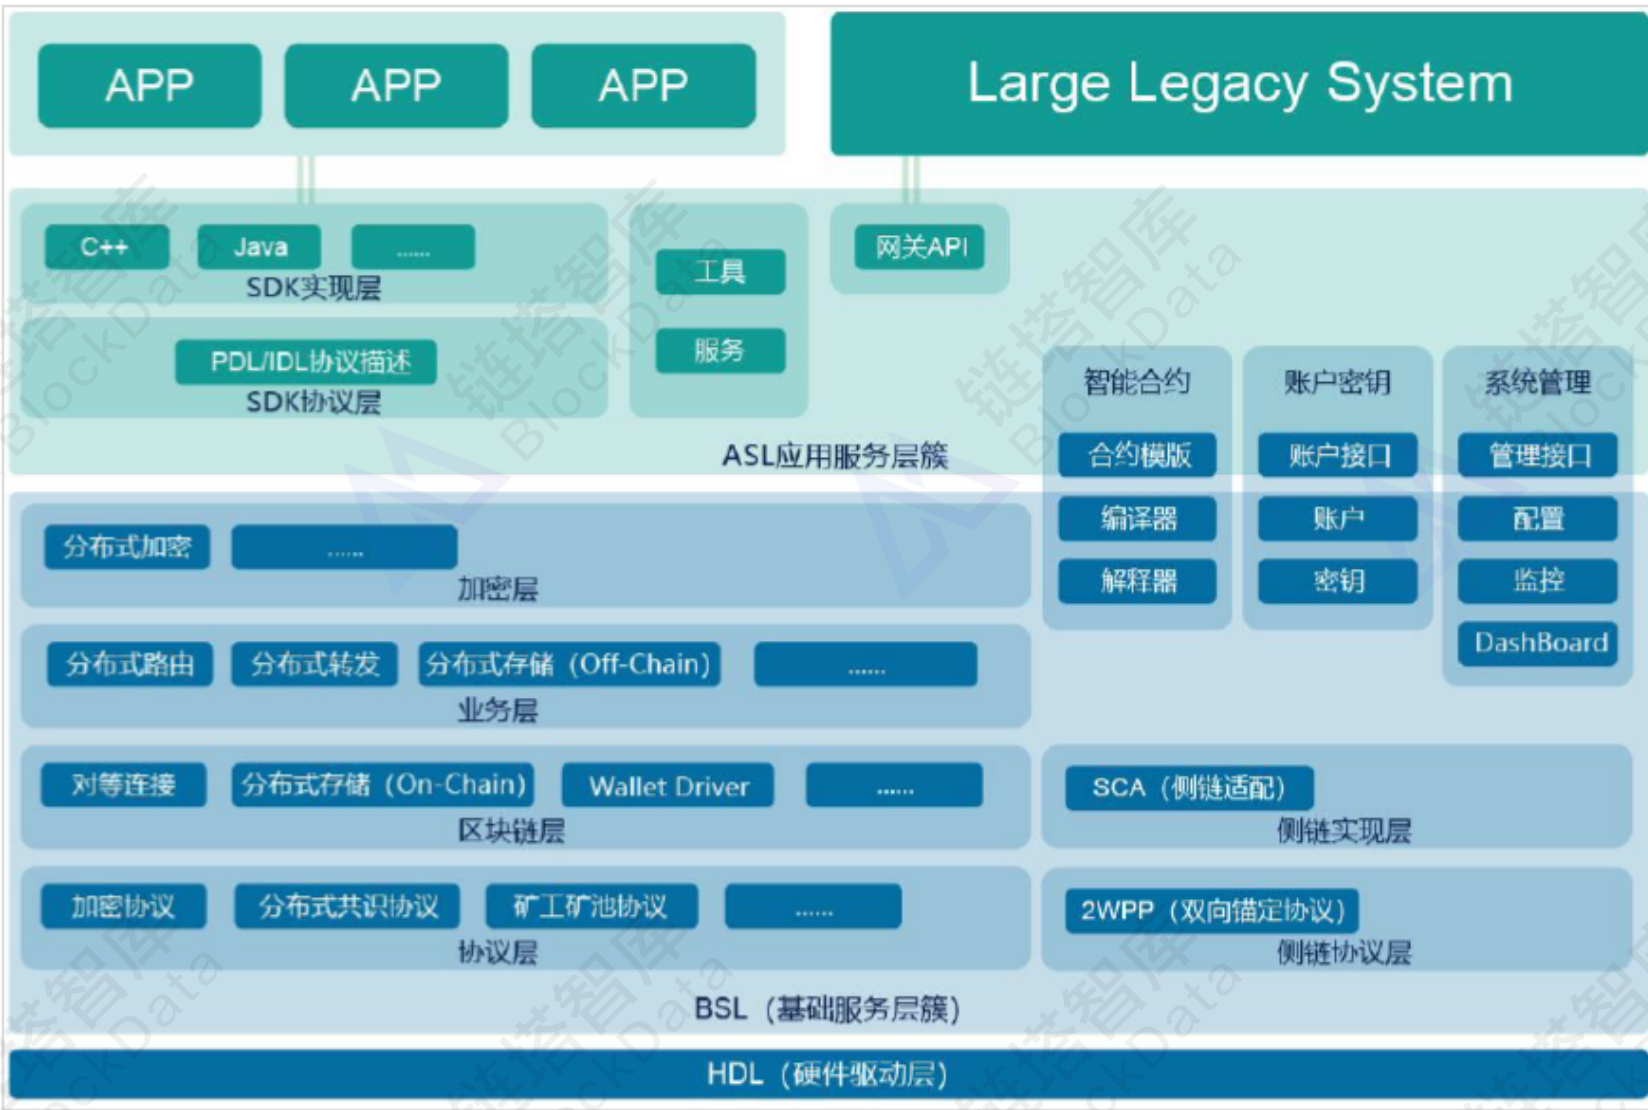 APP APP APP Large Legacy System
C++ Java ......
SDK实现层
PDL/IDL协议描述
SDK协议层
工具
服务
网关API
ASL应用服务层簇
智能合约
合约模版
编译器
解释器
账户密钥
账户接口
账户
密钥
系统管理
管理接口
配置
监控
DashBoard
分布式加密 ......
加密层
分布式路由 分布式转发 分布式存储（Off-Chain） ......
业务层
对等连接 分布式存储（On-Chain） Wallet Driver ......
区块链层
SCA（侧链适配）
侧链实现层
加密协议 分布式共识协议 矿工矿池协议 ......
协议层
2WPP（双向锚定协议）
侧链协议层
BSL（基础服务层簇）
HDL（硬件驱动层）
链塔智库
BlockData